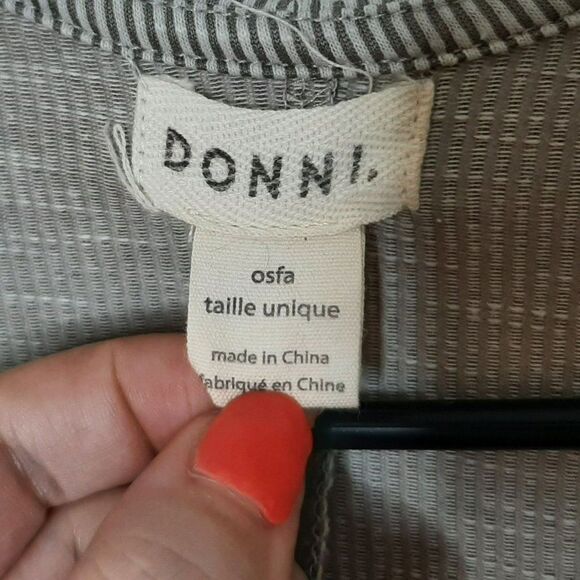 DONNI.
osfa
taille unique
made in China
fabriqué en Chine